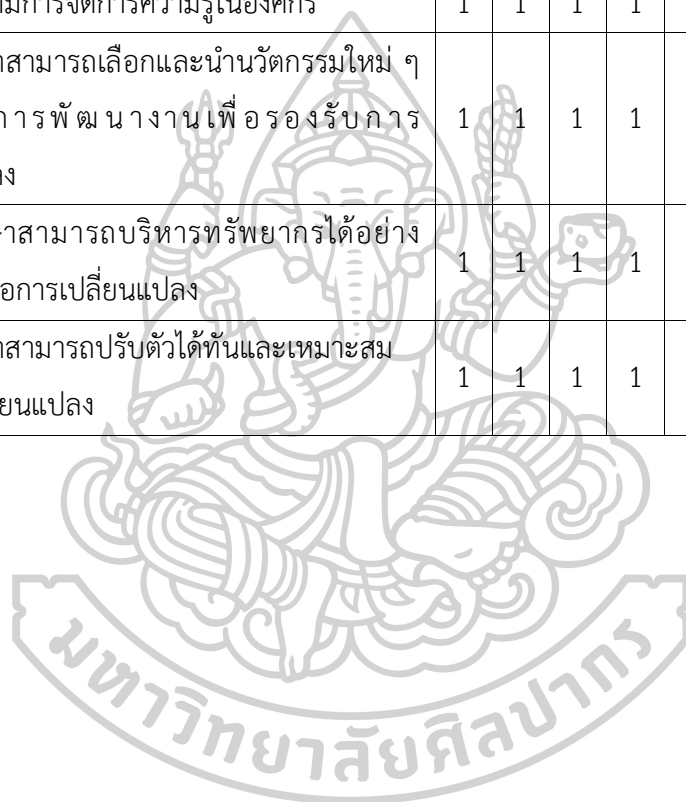 ามีการจัดการความรู้ในองค์กร 1 1 1 1
าสามารถเลือกและนำนวัตกรรมใหม่ ๆ
การพัฒนางานเพื่อรองรับการ 1 1 1 1
ลง
ษาสามารถบริหารทรัพยากรได้อย่าง
1 1 1 1
่อการเปลี่ยนแปลง
าสามารถปรับตัวได้ทันและเหมาะสม
1 1 1 1
ี่ยนแปลง
มหาวิทยาลัยศิลปากร